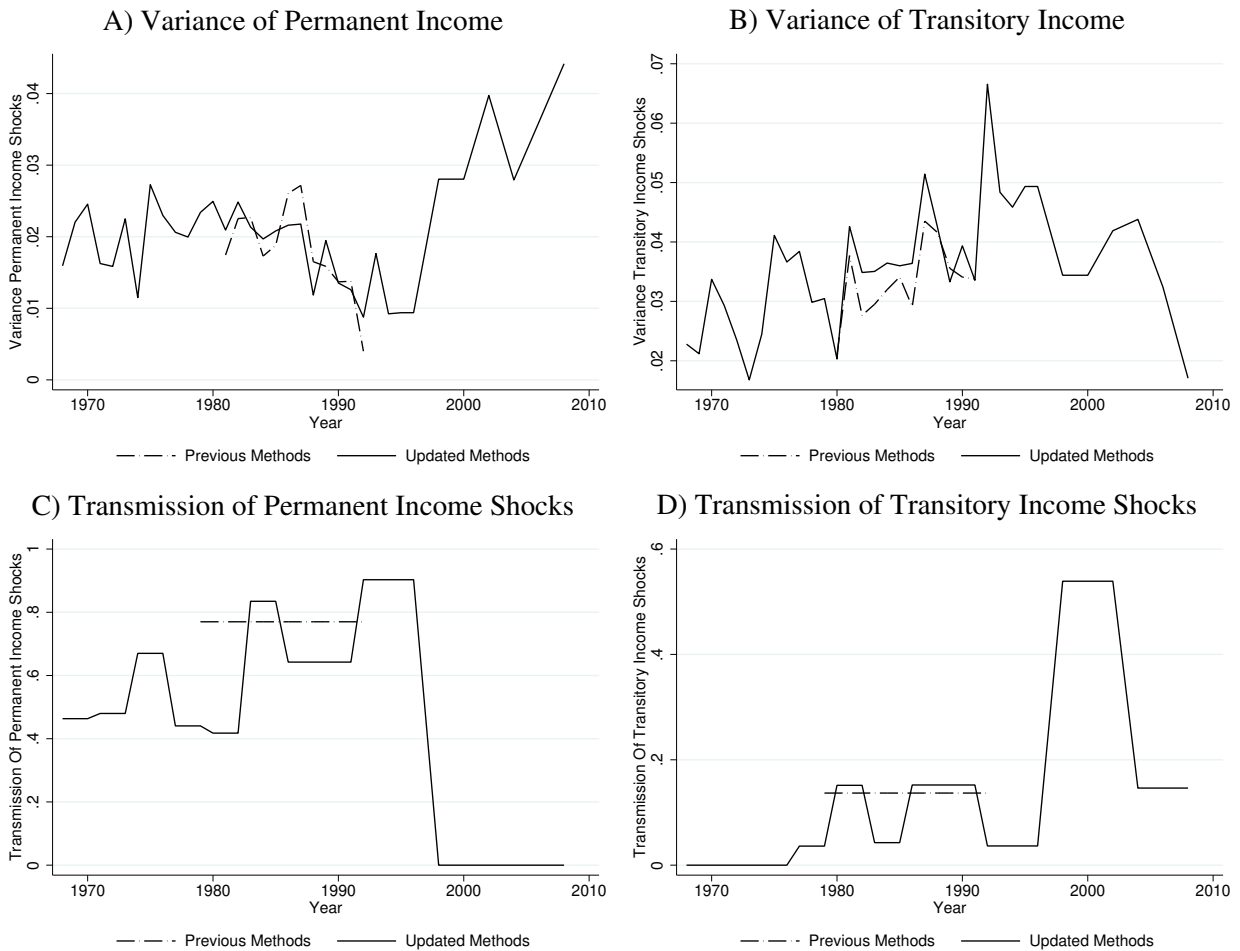 A) Variance of Permanent Income
Variance Permanent Income Shocks
0 .01 .02 .03 .04
1970 1980 1990 2000 2010
Year
Previous Methods Updated Methods
B) Variance of Transitory Income
Variance Transitory Income Shocks
.02 .03 .04 .05 .06 .07
1970 1980 1990 2000 2010
Year
Previous Methods Updated Methods
C) Transmission of Permanent Income Shocks
Transmission Of Permanent Income Shocks
0 .2 .4 .6 .8 1
1970 1980 1990 2000 2010
Year
Previous Methods Updated Methods
D) Transmission of Transitory Income Shocks
Transmission Of Transitory Income Shocks
0 .2 .4 .6
1970 1980 1990 2000 2010
Year
Previous Methods Updated Methods